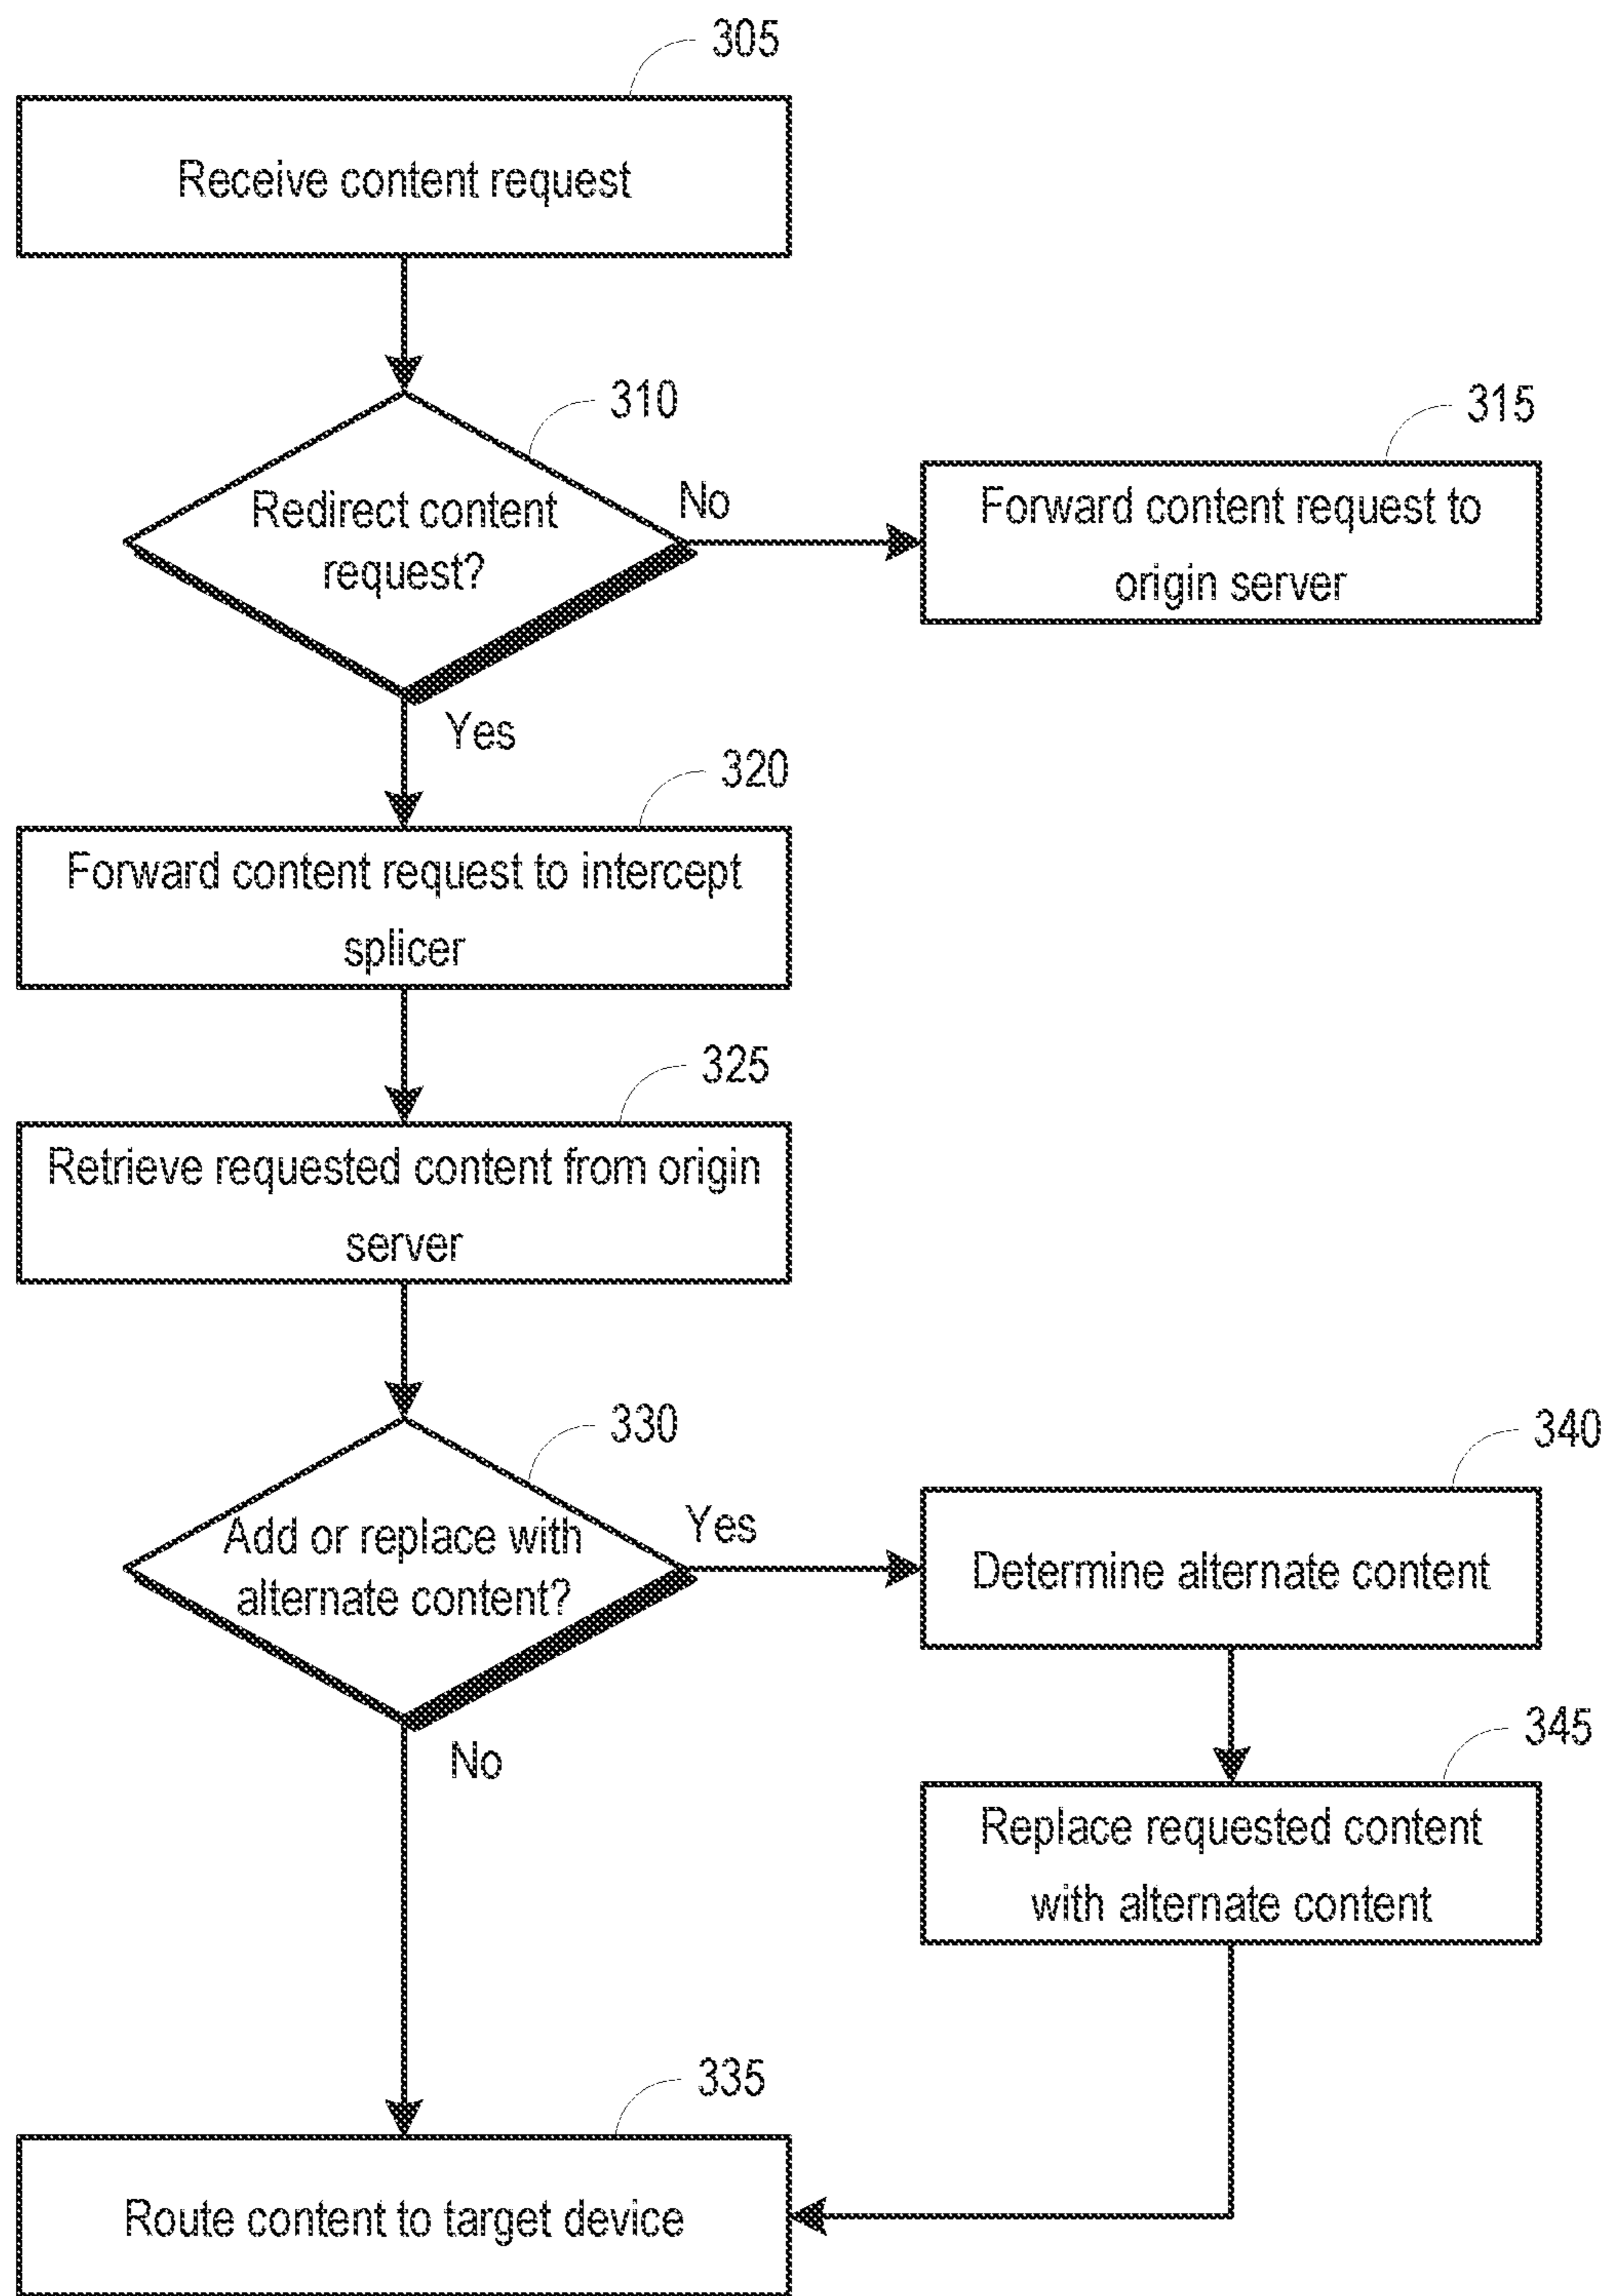 305
Receive content request
310
Redirect content
request?
No
315
Forward content request to
origin server
Yes
320
Forward content request to intercept
splicer
325
Retrieve requested content from origin
server
330
Add or replace with
alternate content?
Yes
340
Determine alternate content
No
345
Replace requested content
with alternate content
335
Route content to target device